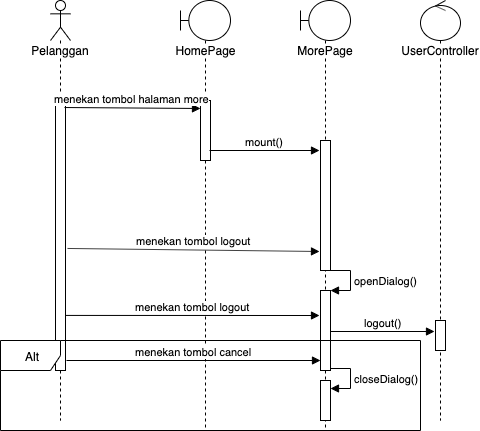 Pelanggan
HomePage
MorePage
UserController
menekan tombol halaman more
mount()
menekan tombol logout
openDialog()
menekan tombol logout
logout()
Alt
menekan tombol cancel
closeDialog()